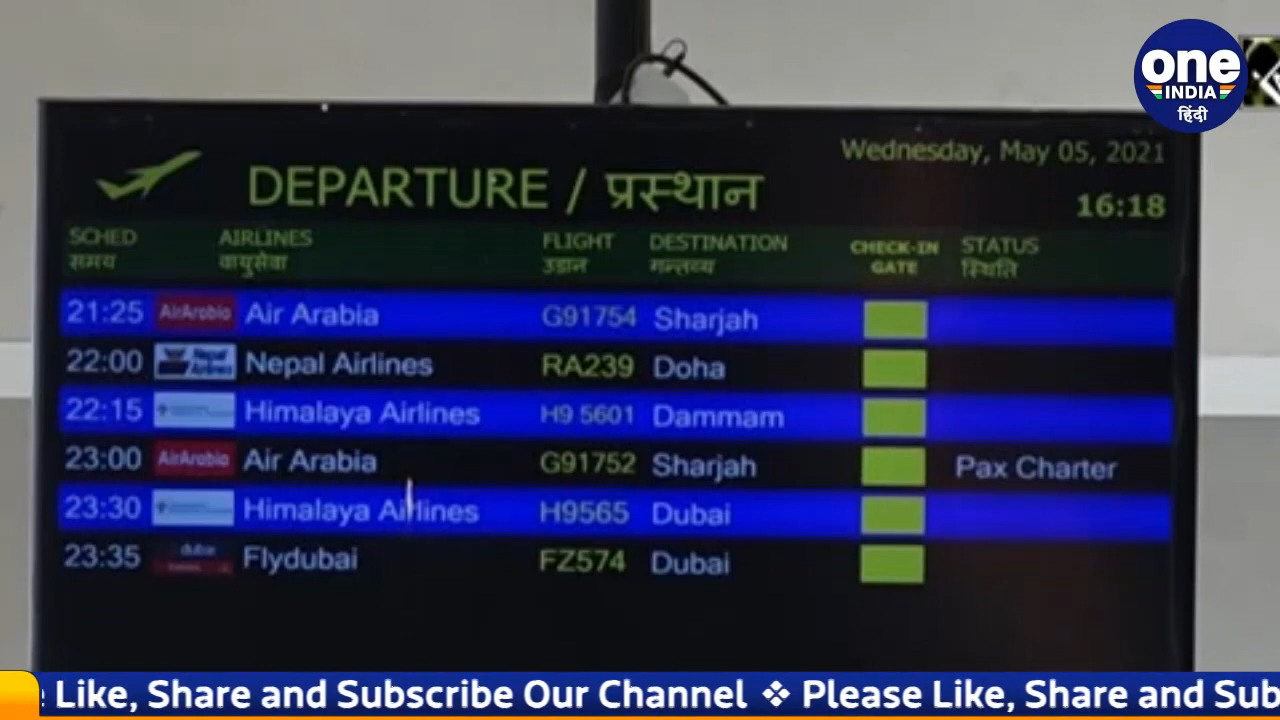 one
INDIA
हिंदी
Wednesday, May 05, 2021
DEPARTURE / प्रस्थान
16:18
SCHED AIRLINES FLIGHT DESTINATION CHECK-IN GATE STATUS
समय वायुसेवा उडान गन्तव्य स्थिति
21:25 AirArabia Air Arabia G91754 Sharjah
22:00 Nepal Airlines Nepal Airlines RA239 Doha
22:15 Himalaya Airlines H9 5601 Dammam
23:00 AirArabia Air Arabia G91752 Sharjah Pax Charter
23:30 Himalaya Airlines H9565 Dubai
23:35 dubai Flydubai FZ574 Dubai
e Like, Share and Subscribe Our Channel ❖ Please Like, Share and Sub